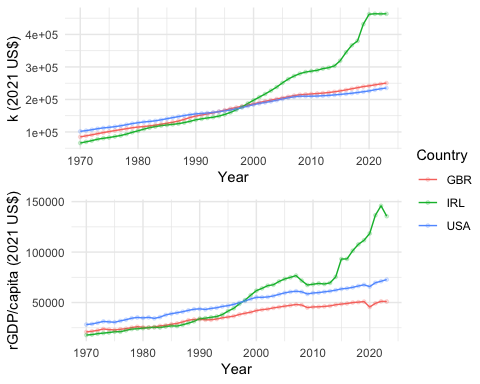 k (2021 US$)
4e+05
3e+05
2e+05
1e+05
1970 1980 1990 2000 2010 2020
Year
rGDP/capita (2021 US$)
150000
100000
50000
1970 1980 1990 2000 2010 2020
Year
Country
GBR
IRL
USA